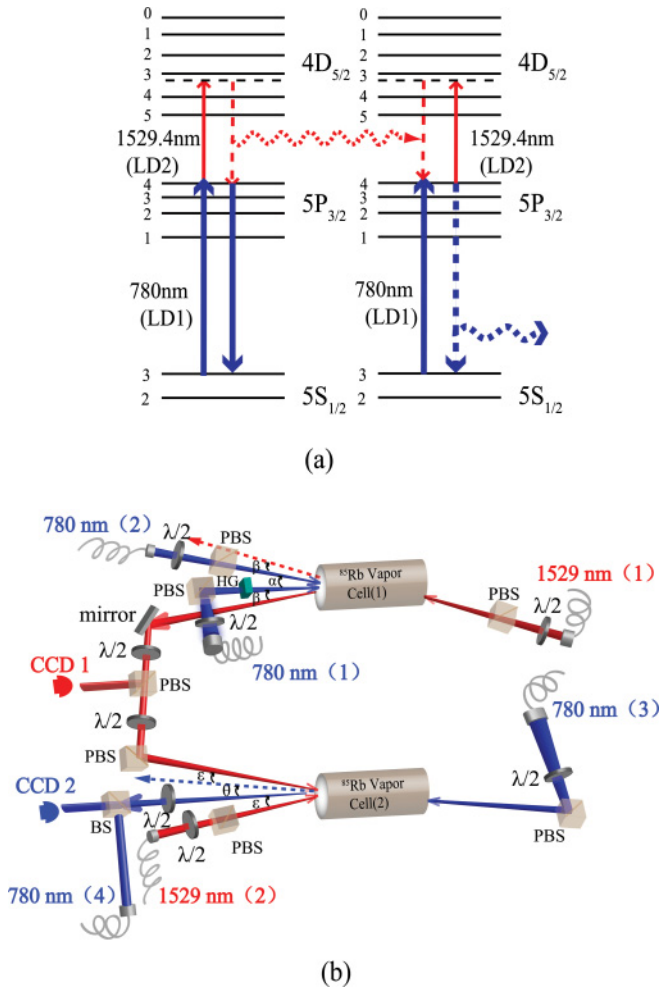 0
1
2
3
4
5
4D5/2
1529.4nm
(LD2)
4
3
2
1
5P3/2
780nm
(LD1)
3
2
5S1/2
0
1
2
3
4
5
4D5/2
1529.4nm
(LD2)
4
3
2
1
5P3/2
780nm
(LD1)
3
2
5S1/2
(a)
780 nm（2）
λ/2
PBS
β
PBS
HG
α
β
λ/2
85Rb Vapor
Cell(1)
1529 nm（1）
PBS
λ/2
mirror
λ/2
780 nm（1）
CCD 1
PBS
λ/2
PBS
780 nm（3）
λ/2
PBS
ε
θ
ε
85Rb Vapor
Cell(2)
CCD 2
BS
λ/2
λ/2
PBS
780 nm（4）
1529 nm（2）
(b)